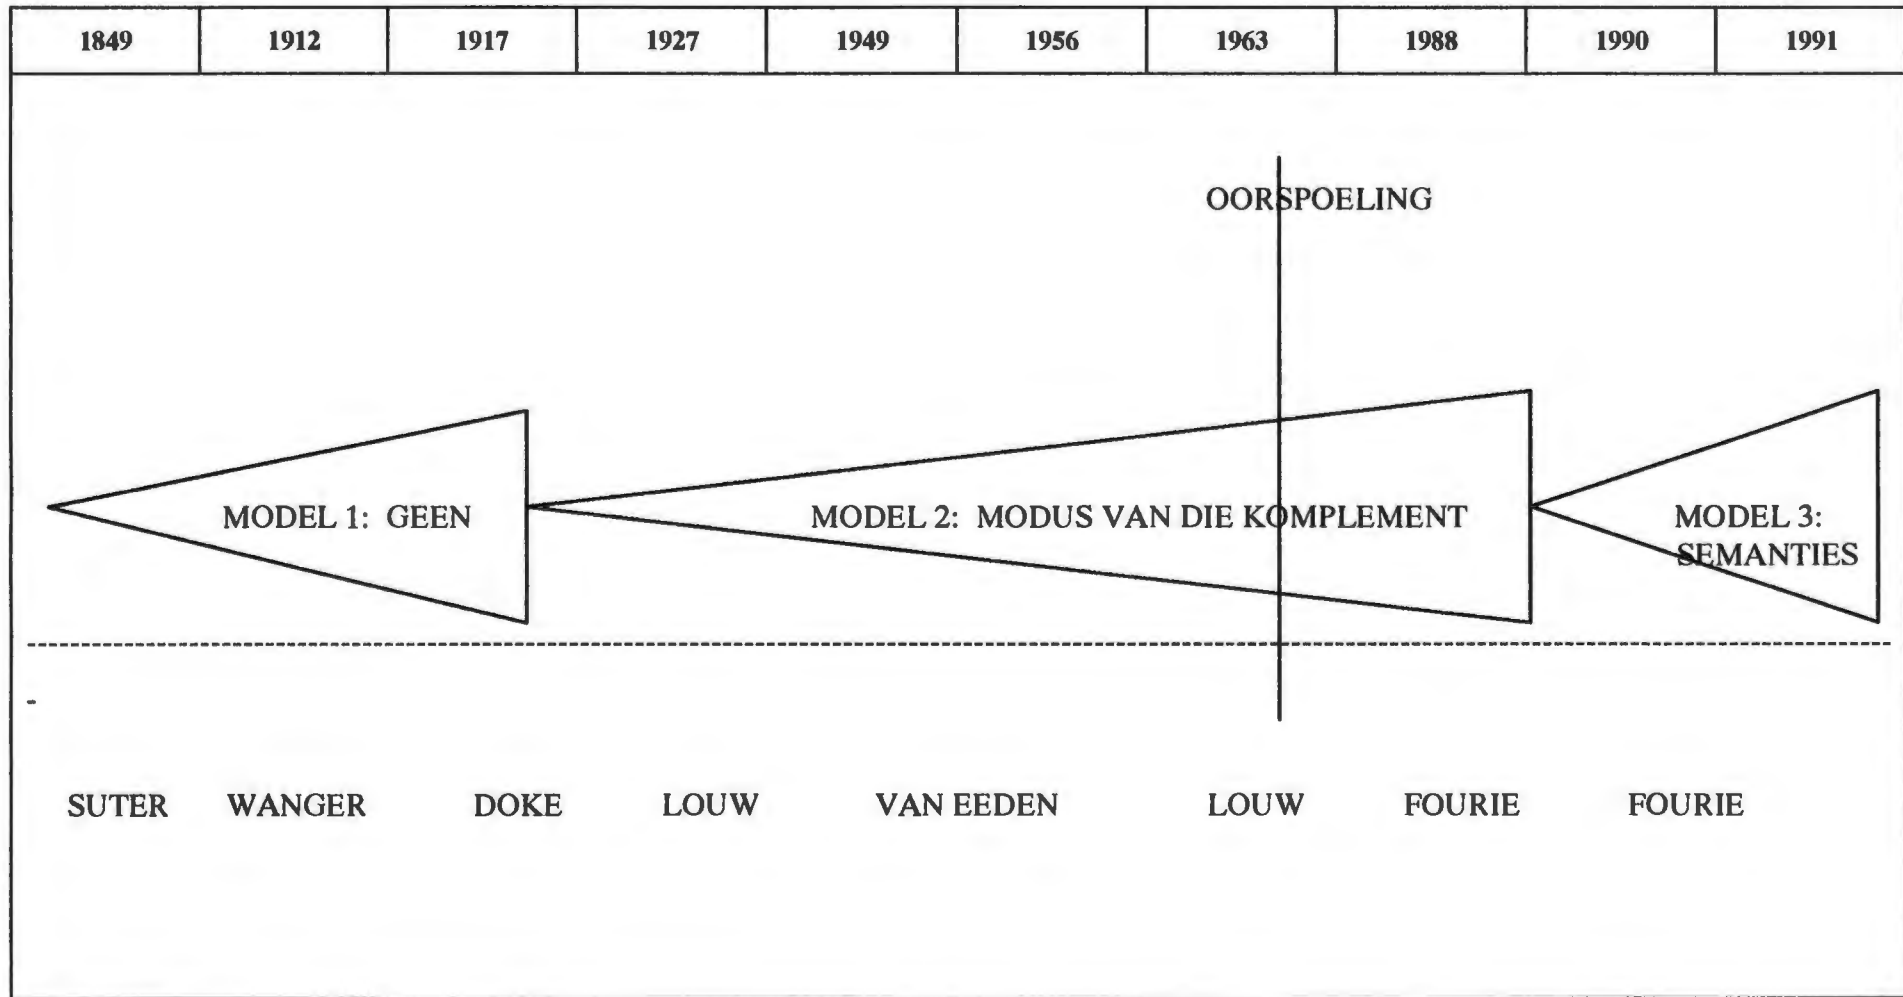 1849 1912 1917 1927 1949 1956 1963 1988 1990 1991
OORSPOELING
MODEL 1: GEEN
MODEL 2: MODUS VAN DIE KOMPLEMENT
MODEL 3:
SEMANTIES
SUTER WANGER DOKE LOUW VAN EEDEN LOUW FOURIE FOURIE